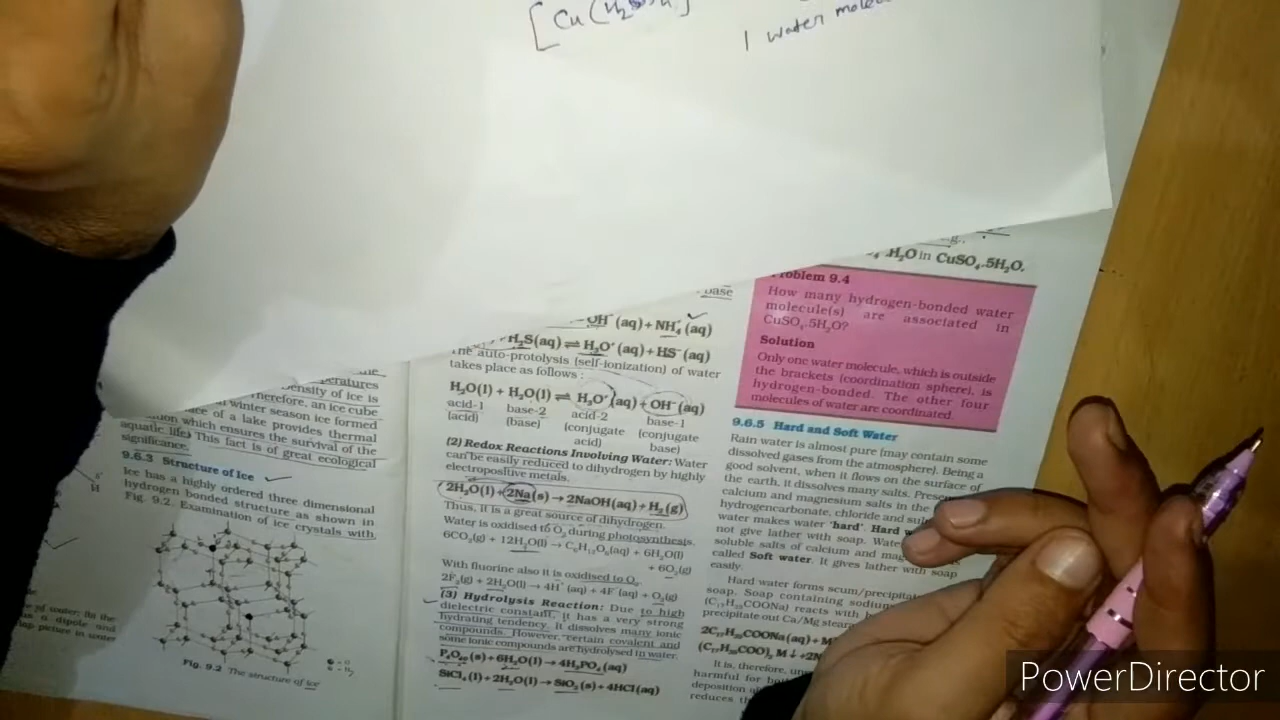 [Cu(H₂O)₄]
1 water
.H₂O in CuSO₄.5H₂O.
Problem 9.4
How many hydrogen-bonded water
molecule(s) are associated in
CuSO₄.5H₂O?
Solution
Only one water molecule, which is outside
the brackets (coordination sphere), is
hydrogen-bonded. The other four
molecules of water are coordinated.
9.6.5 Hard and Soft Water
Rain water is almost pure (may contain some
dissolved gases from the atmosphere). Being a
good solvent, when it flows on the surface of
the earth, it dissolves many salts.
calcium and magnesium salts in the
hydrogencarbonate, chloride and
water makes water 'hard'. Hard
not give lather with soap.
soluble salts of calcium and
called Soft water. It gives lather with soap
easily.
Hard water forms scum/precipitate
soap. Soap containing sodium
(C₁₇H₃₅COONa) reacts with
precipitate out Ca/Mg
2C₁₇H₃₅COONa(aq) + M
(C₁₇H₃₅COO)₂M↓ +2N
It is, therefore,
harmful for
deposition
reduces
base
OH⁻(aq) + NH₄⁺(aq)
H₂S(aq) ⇌ H₃O⁺(aq) + HS⁻(aq)
The auto-protolysis (self-ionization) of water
takes place as follows :
H₂O(l) + H₂O(l) ⇌ H₃O⁺(aq) + OH⁻(aq)
acid-1 base-2 acid-2 base-1
(acid) (base) (conjugate (conjugate
acid) base)
(2) Redox Reactions Involving Water: Water
can be easily reduced to dihydrogen by highly
electropositive metals.
2H₂O(l) + 2Na(s) → 2NaOH(aq) + H₂(g)
Thus, it is a great source of dihydrogen.
Water is oxidised to O₂ during photosynthesis.
6CO₂(g) + 12H₂O(l) → C₆H₁₂O₆(aq) + 6H₂O(l)
+ 6O₂(g)
With fluorine also it is oxidised to O₂.
2F₂(g) + 2H₂O(l) → 4H⁺(aq) + 4F⁻(aq) + O₂(g)
(3) Hydrolysis Reaction: Due to high
dielectric constant, it has a very strong
hydrating tendency. It dissolves many ionic
compounds. However, certain covalent and
some ionic compounds are hydrolysed in water.
P₄O₁₀(s) + 6H₂O(l) → 4H₃PO₄(aq)
SiCl₄(l) + 2H₂O(l) → SiO₂(s) + 4HCl(aq)
density of ice is
Therefore, an ice cube
winter season ice formed
face of a lake provides thermal
which ensures the survival of the
aquatic life. This fact is of great ecological
significance.
9.6.3 Structure of Ice
Ice has a highly ordered three dimensional
hydrogen bonded structure as shown in
Fig. 9.2. Examination of ice crystals with
Fig. 9.2 The structure of ice
PowerDirector